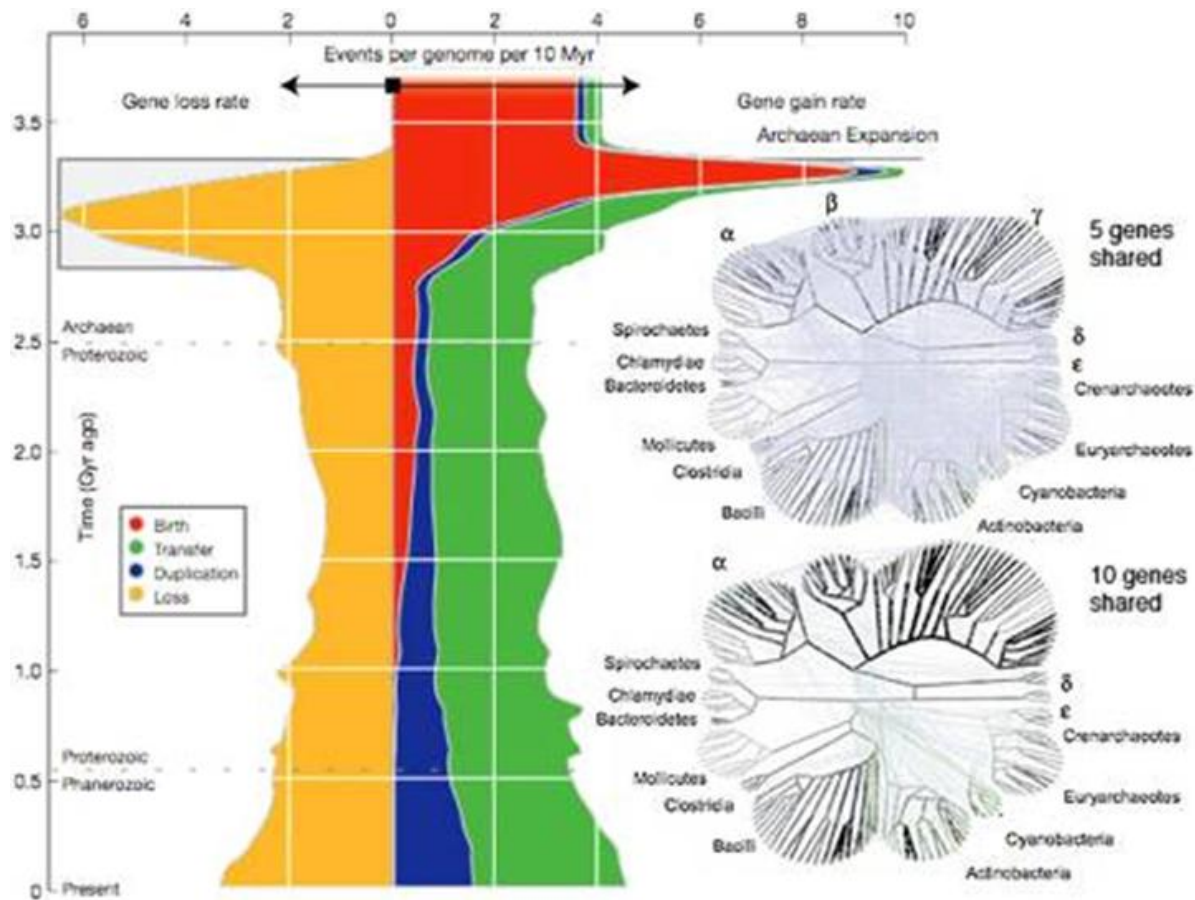 6 4 2 0 2 4 6 8 10
Events per genome per 10 Myr
Gene loss rate
Gene gain rate
Archaean Expansion
3.5
3.0
2.5
2.0
1.5
1.0
0.5
0
Time (Gyr ago)
Archaean
Proterozoic
Proterozoic
Phanerozoic
Present
Birth
Transfer
Duplication
Loss
5 genes
shared
α
β
γ
δ
ε
Spirochaetes
Chlamydiae
Bacteroidetes
Mollicutes
Clostridia
Bacilli
Crenarchaeotes
Euryarchaeotes
Cyanobacteria
Actinobacteria
10 genes
shared
α
δ
ε
Spirochaetes
Chlamydiae
Bacteroidetes
Mollicutes
Clostridia
Bacilli
Crenarchaeotes
Euryarchaeotes
Cyanobacteria
Actinobacteria